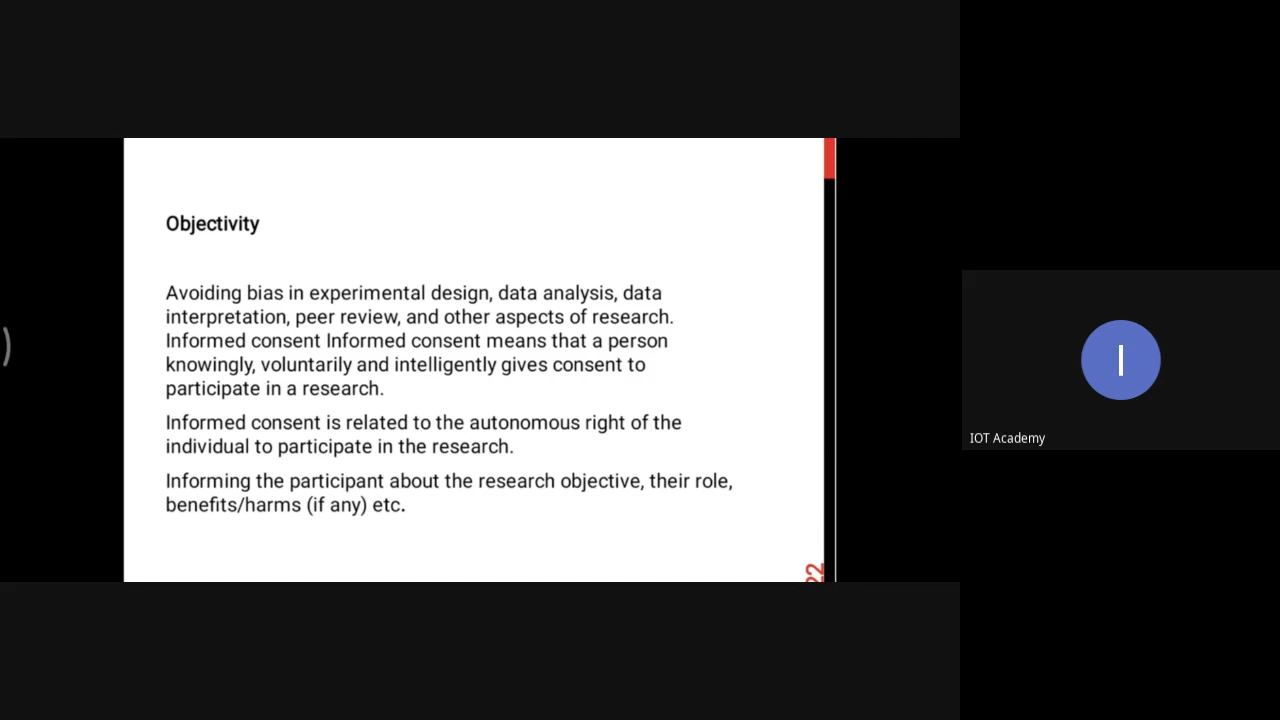 Objectivity
Avoiding bias in experimental design, data analysis, data
interpretation, peer review, and other aspects of research.
Informed consent Informed consent means that a person
knowingly, voluntarily and intelligently gives consent to
participate in a research.
Informed consent is related to the autonomous right of the
individual to participate in the research.
Informing the participant about the research objective, their role,
benefits/harms (if any) etc.
22
I
IOT Academy